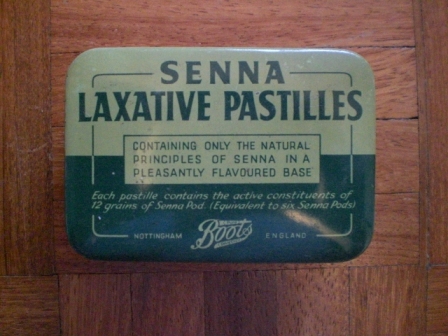 SENNA
LAXATIVE PASTILLES
CONTAINING ONLY THE NATURAL
PRINCIPLES OF SENNA IN A
PLEASANTLY FLAVOURED BASE
Each pastille contains the active constituents of
12 grains of Senna Pod. (Equivalent to six Senna Pods)
NOTTINGHAM Boots ENGLAND